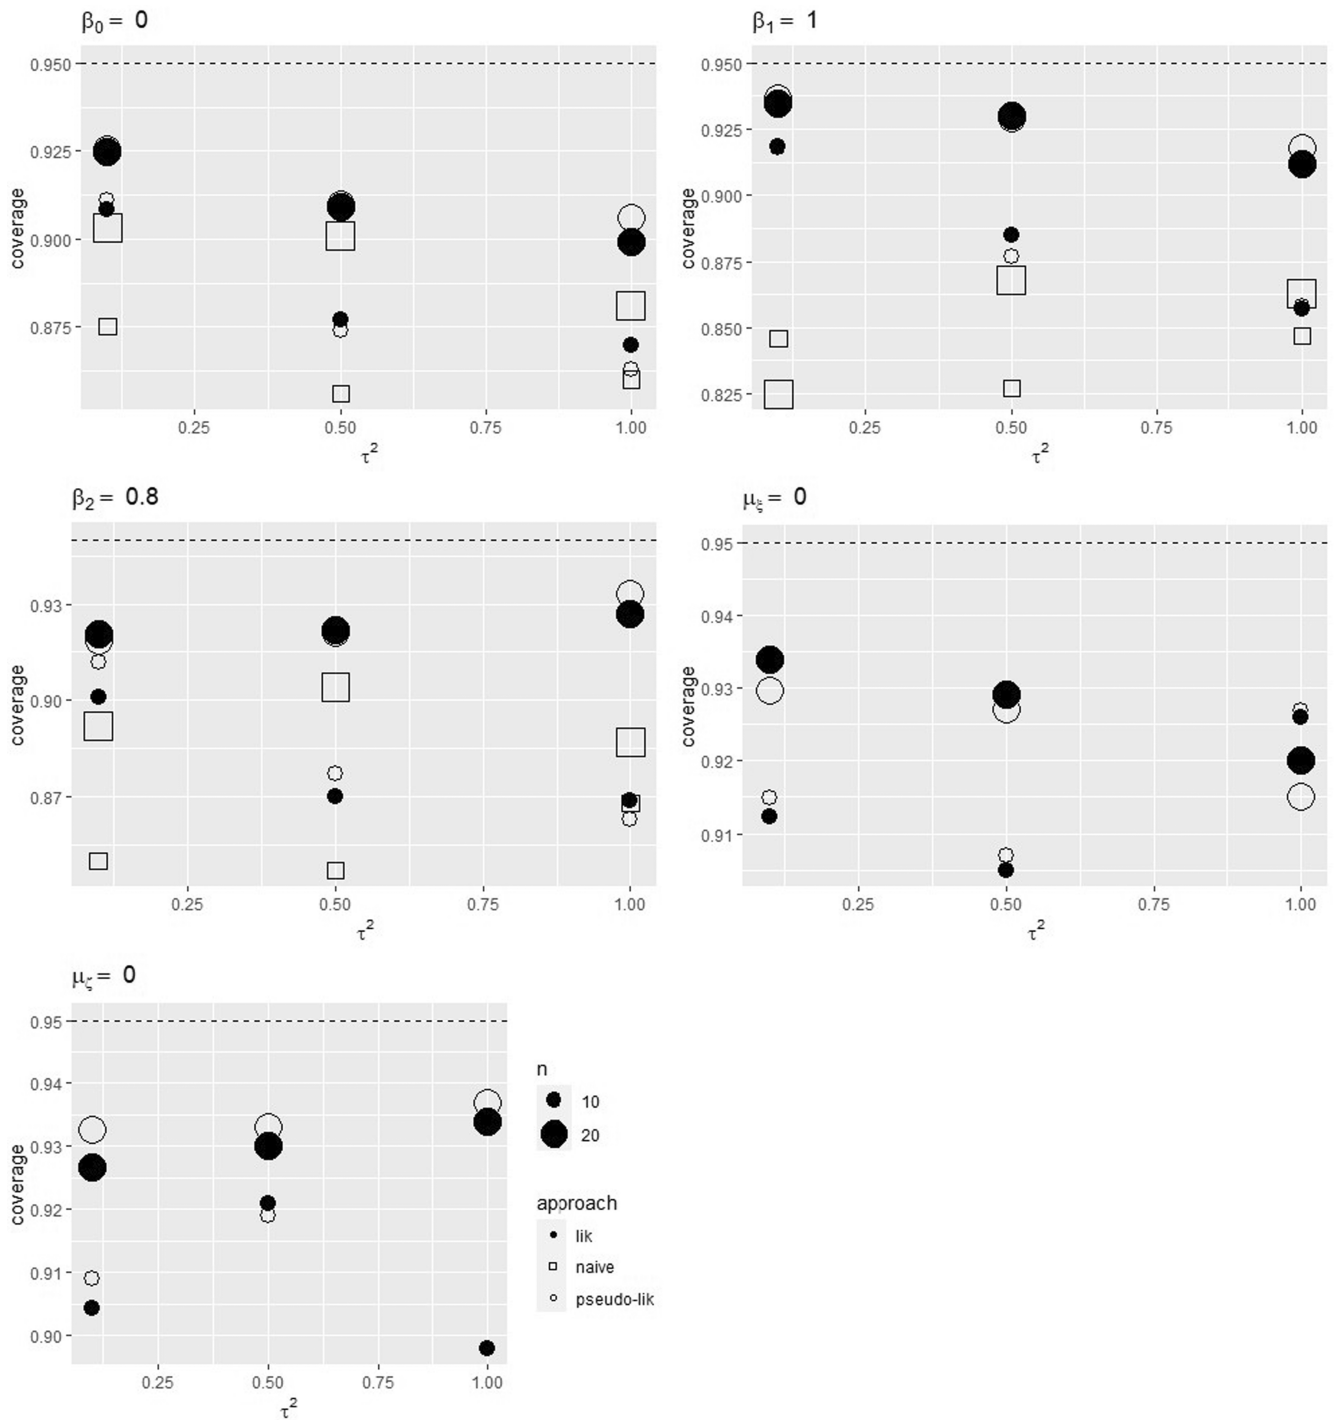 β0 = 0
coverage
0.950
0.925
0.900
0.875
0.25 0.50 0.75 1.00
τ2
β1 = 1
coverage
0.950
0.925
0.900
0.875
0.850
0.825
0.25 0.50 0.75 1.00
τ2
β2 = 0.8
coverage
0.93
0.90
0.87
0.25 0.50 0.75 1.00
τ2
μξ = 0
coverage
0.95
0.94
0.93
0.92
0.91
0.25 0.50 0.75 1.00
τ2
μζ = 0
coverage
0.95
0.94
0.93
0.92
0.91
0.90
0.25 0.50 0.75 1.00
τ2
n
10
20
approach
lik
naive
pseudo-lik